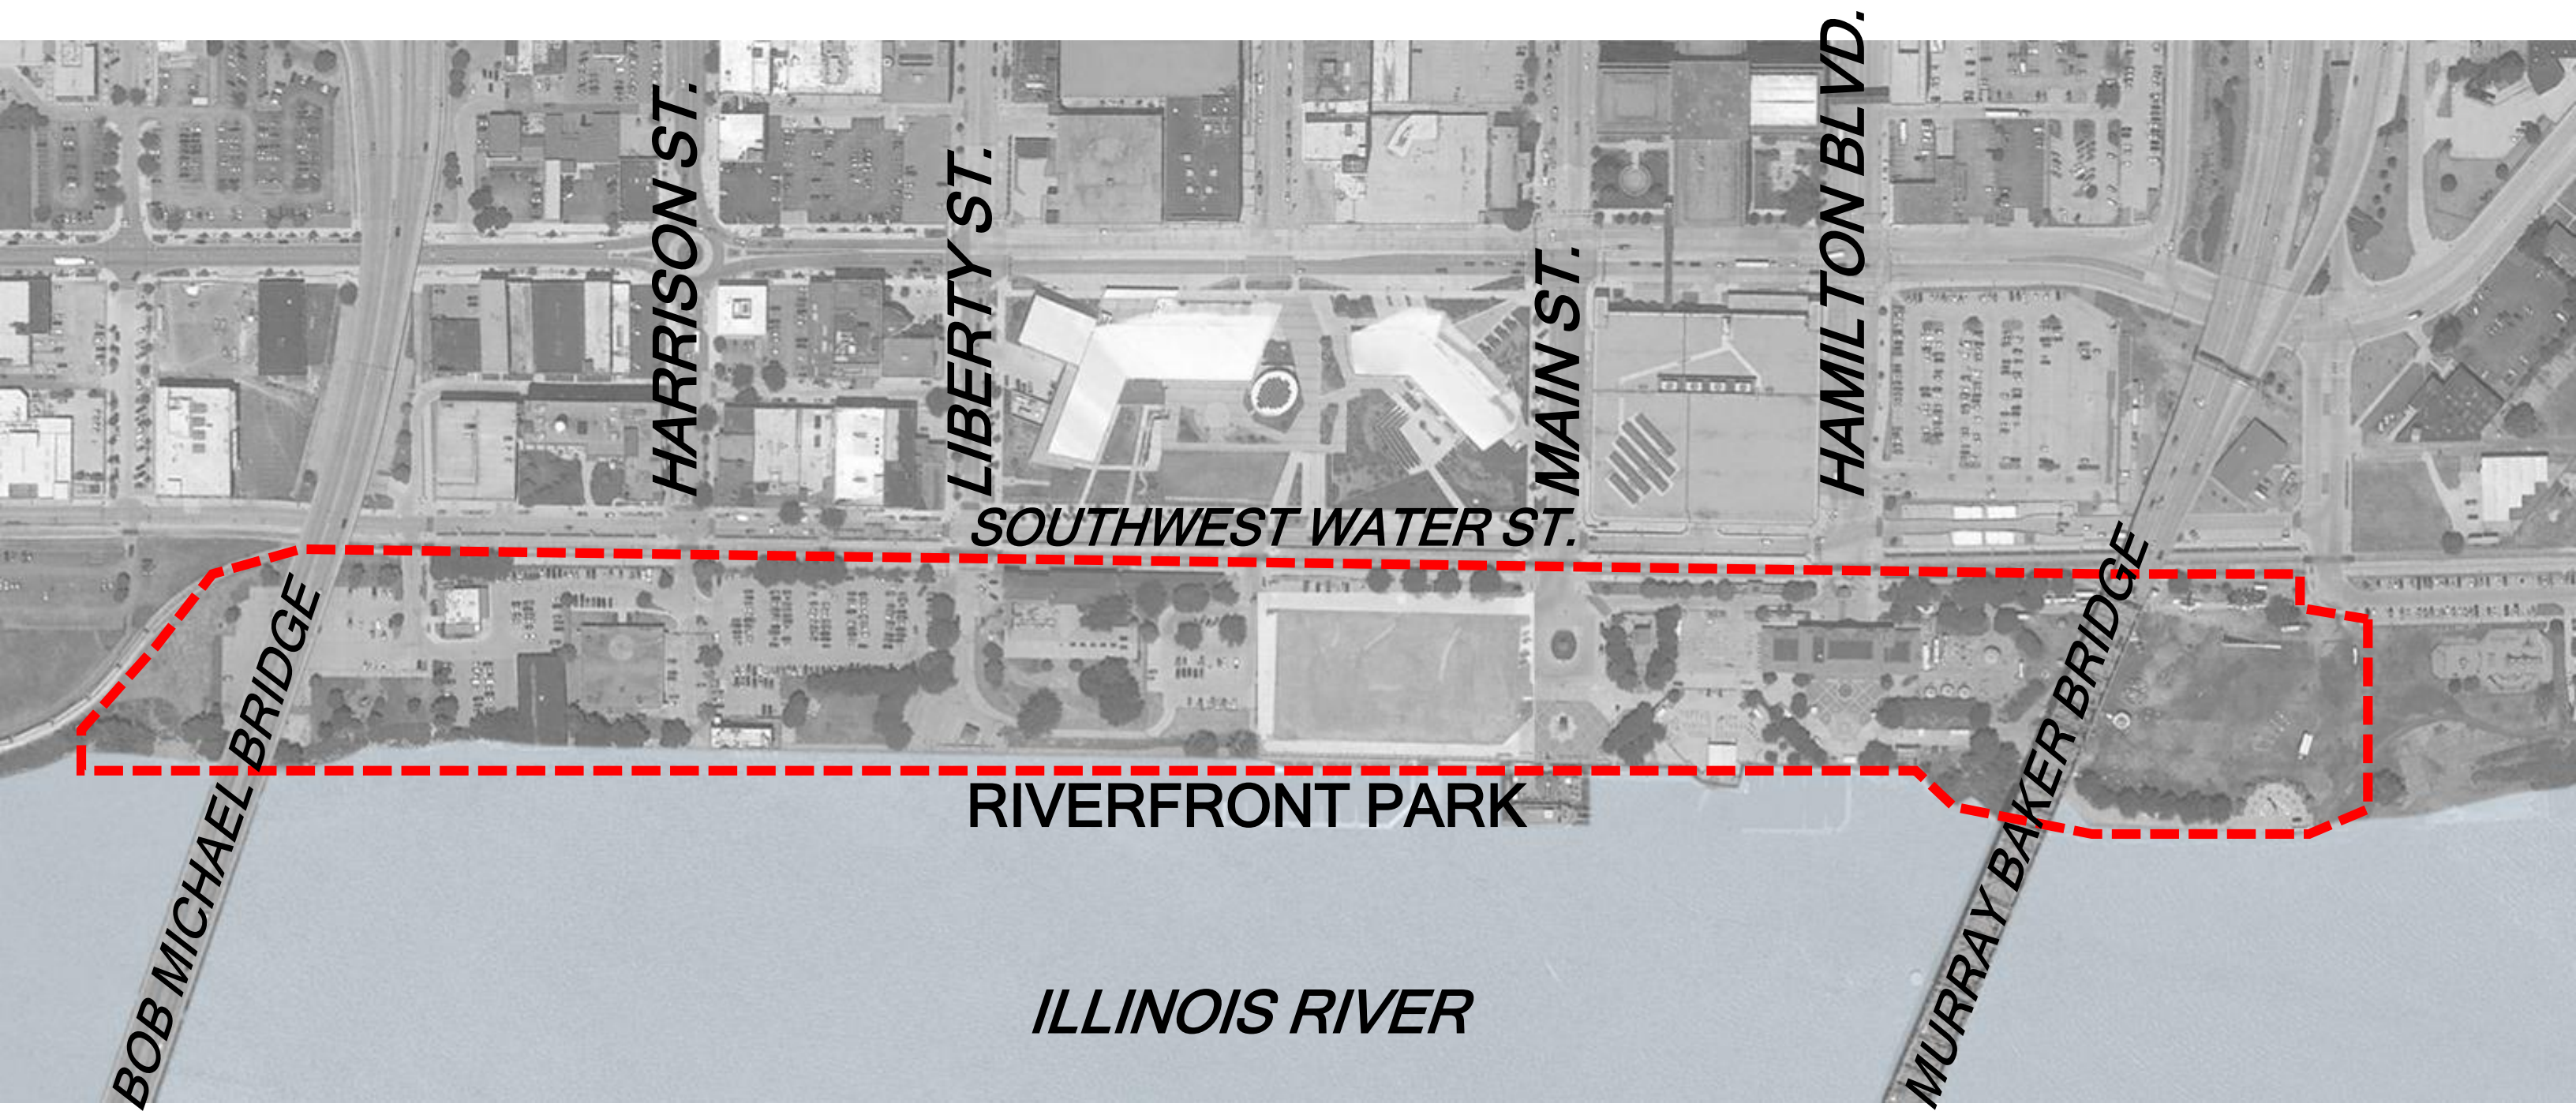 HARRISON ST.
LIBERTY ST.
MAIN ST.
HAMILTON BLVD.
SOUTHWEST WATER ST.
BOB MICHAEL BRIDGE
MURRAY BAKER BRIDGE
RIVERFRONT PARK
ILLINOIS RIVER